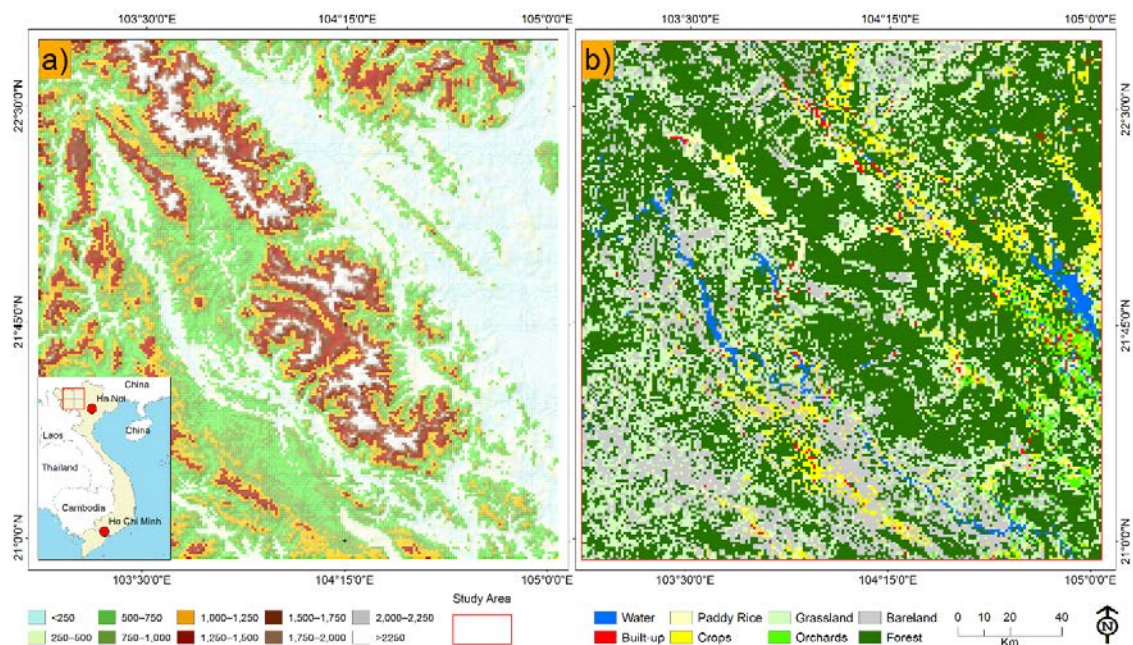 103°30'0"E 104°15'0"E 105°0'0"E 103°30'0"E 104°15'0"E 105°0'0"E
a) b)
22°30'0"N 22°30'0"N
21°45'0"N 21°45'0"N
21°0'0"N 21°0'0"N
China
Ha Noi
China
Laos
Thailand
Cambodia
Ho Chi Minh
103°30'0"E 104°15'0"E 105°0'0"E 103°30'0"E 104°15'0"E 105°0'0"E
Study Area
<250 500–750 1,000–1,250 1,500–1,750 2,000–2,250
250–500 750–1,000 1,250–1,500 1,750–2,000 >2250
Water Paddy Rice Grassland Bareland
Built-up Crops Orchards Forest
0 10 20 40
Km